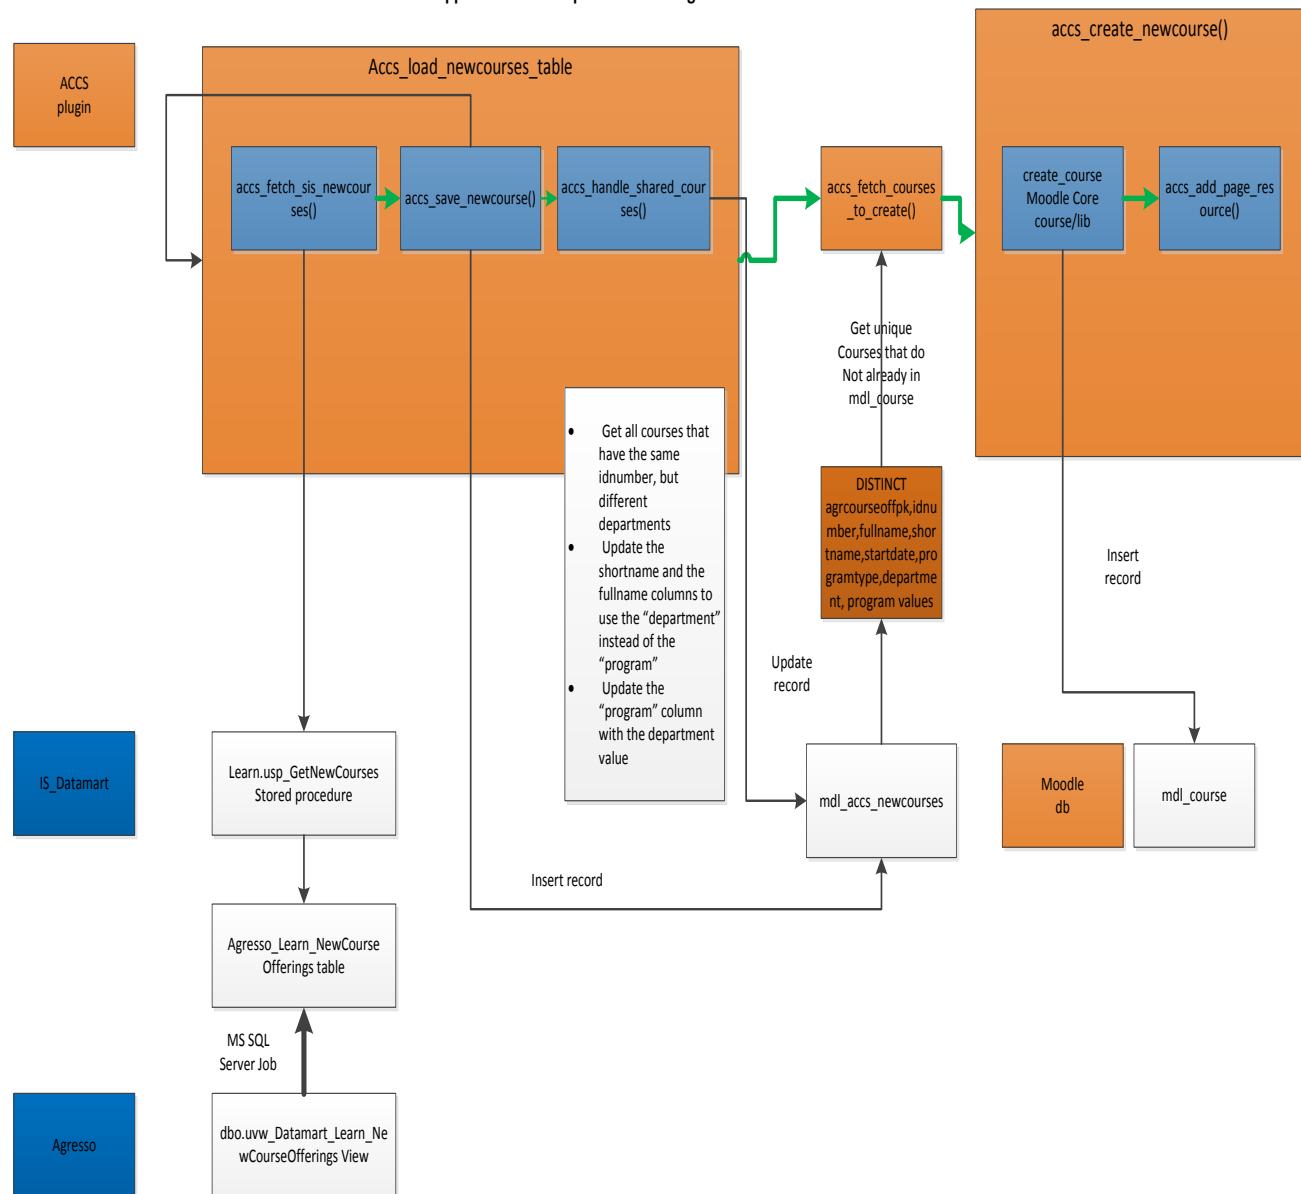 accs_create_newcourse()
Accs_load_newcourses_table
ACCS
plugin
accs_fetch_sis_newcour
ses()
accs_save_newcourse()
accs_handle_shared_cour
ses()
accs_fetch_courses
_to_create()
create_course
Moodle Core
course/lib
accs_add_page_res
ource()
Get unique
Courses that do
Not already in
mdl_course
• Get all courses that
have the same
idnumber, but
different
departments
• Update the
shortname and the
fullname columns to
use the “department”
instead of the
“program”
• Update the
“program” column
with the department
value
DISTINCT
agrcourseoffpk,idnu
mber,fullname,shor
tname,startdate,pro
gramtype,departme
nt, program values
Insert
record
Update
record
IS_Datamart
Learn.usp_GetNewCourses
Stored procedure
mdl_accs_newcourses
Moodle
db
mdl_course
Insert record
Agresso_Learn_NewCourse
Offerings table
MS SQL
Server Job
Agresso
dbo.uvw_Datamart_Learn_Ne
wCourseOfferings View